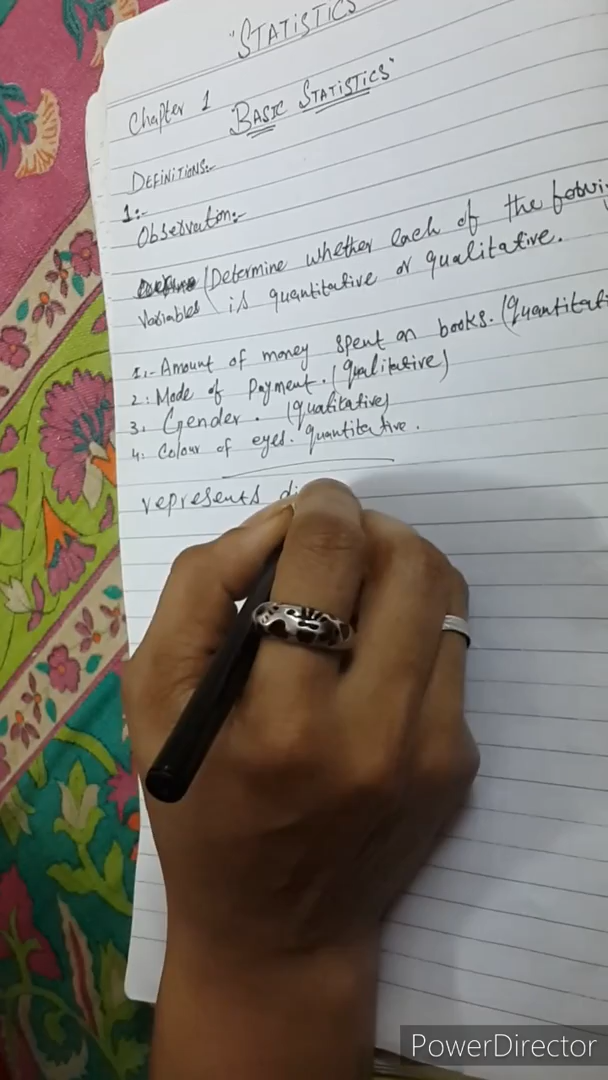 "STATISTICS
Chapter 1
BASIC STATISTICS"
DEFINITIONS:-
1:-
Observation:-
(Determine whether each of the
Variables is quantitative or qualitative.
1.- Amount of money spent on books. (quantitati
2: Mode of Payment. (Qualitative)
3. Gender. (qualitative)
4. Colour of eyes. quantitative.
represents di
PowerDirector